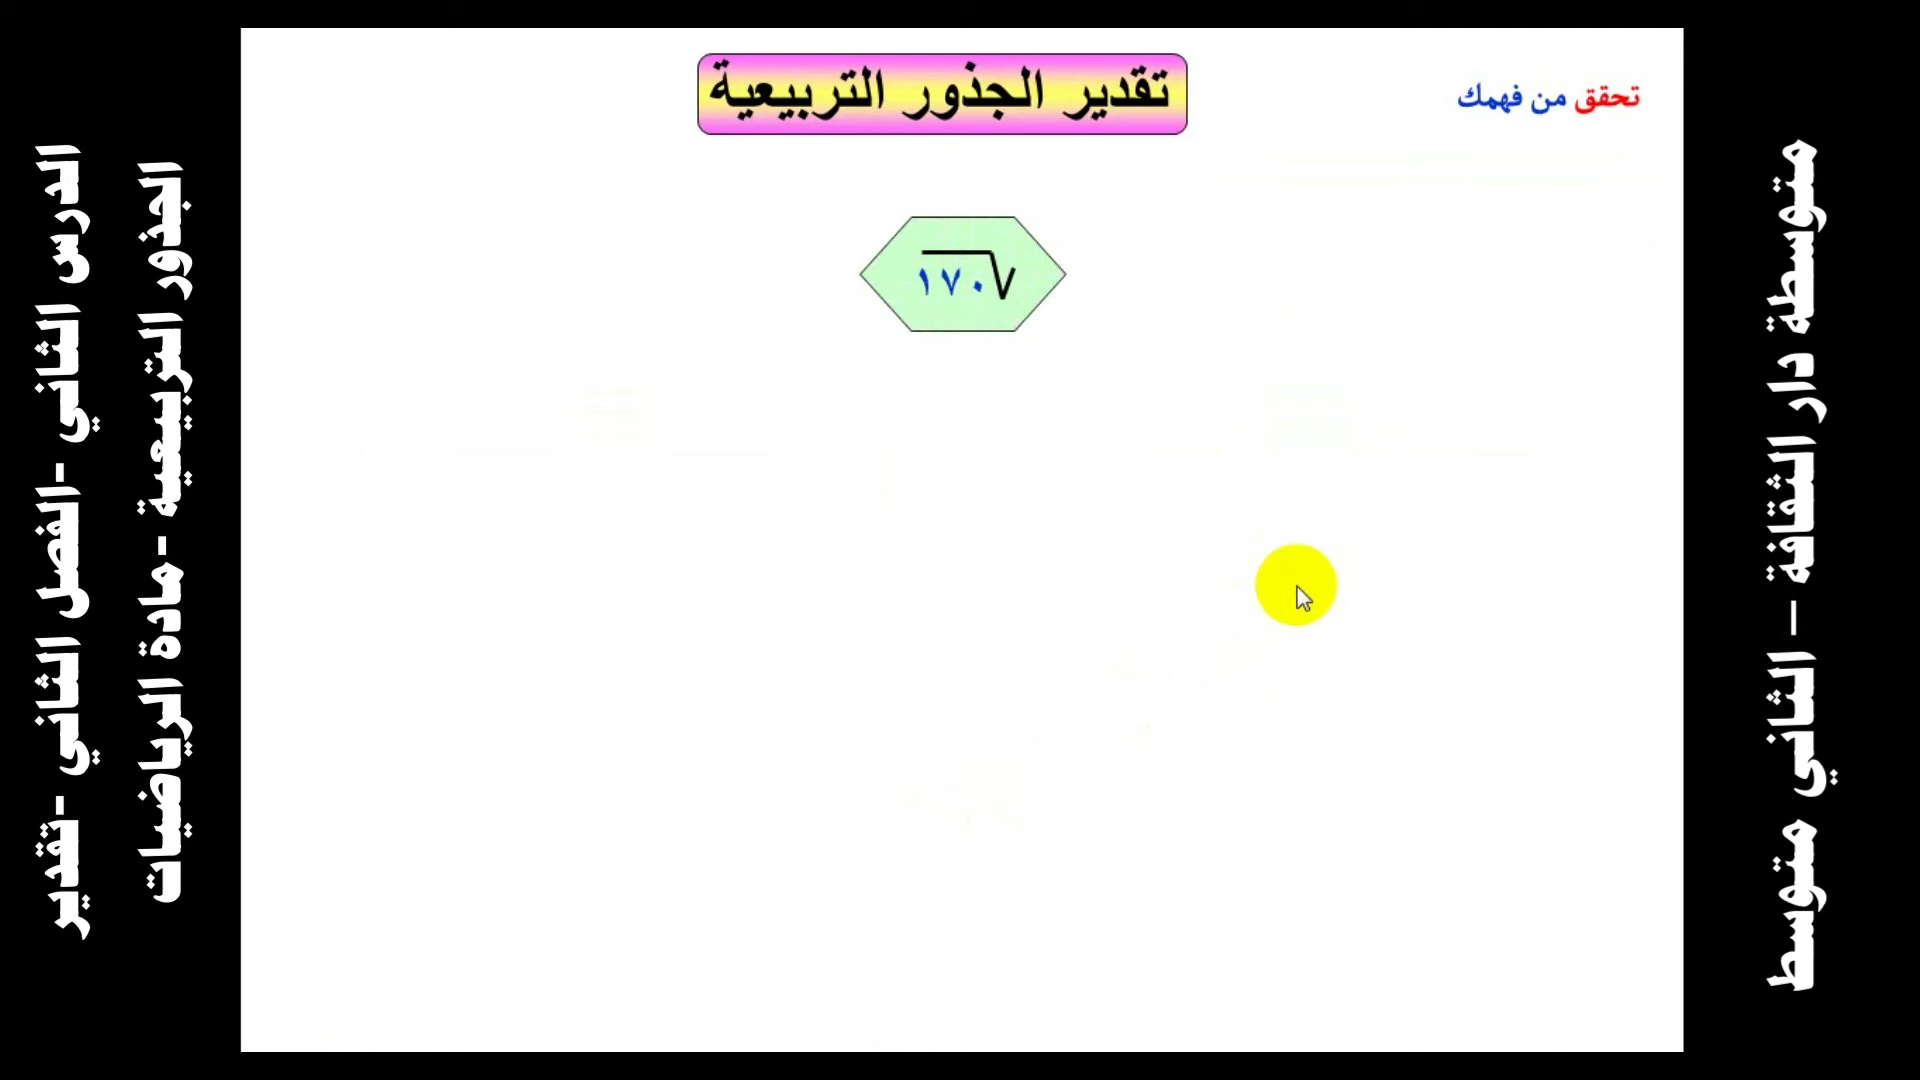 تقدير الجذور التربيعية
تحقق من فهمك
√١٧٠
متوسطة دار الثقافة – الثاني متوسط
الدرس الثاني -الفصل الثاني -تقدير
الجذور التربيعية -مادة الرياضيات